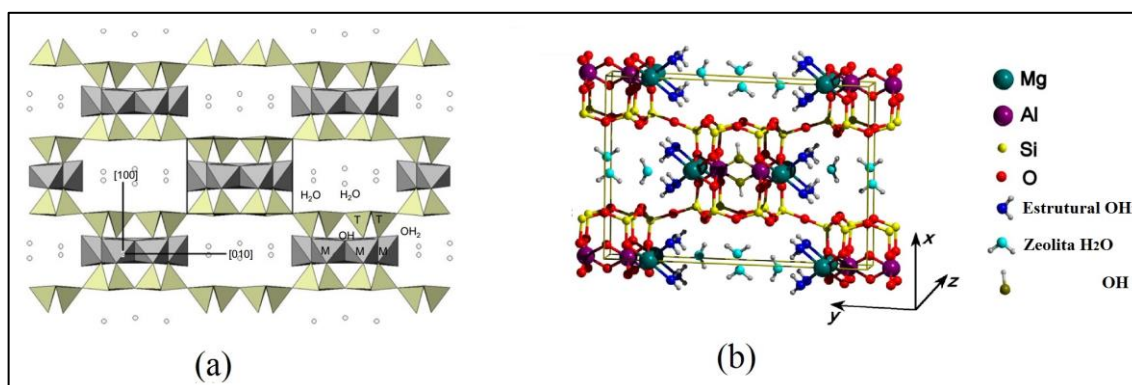 [100]
[010]
H₂O
H₂O
T
T
OH
OH₂
M
M
M
(a)
x
z
y
(b)
Mg
Al
Si
O
Estrutural OH
Zeolita H₂O
OH